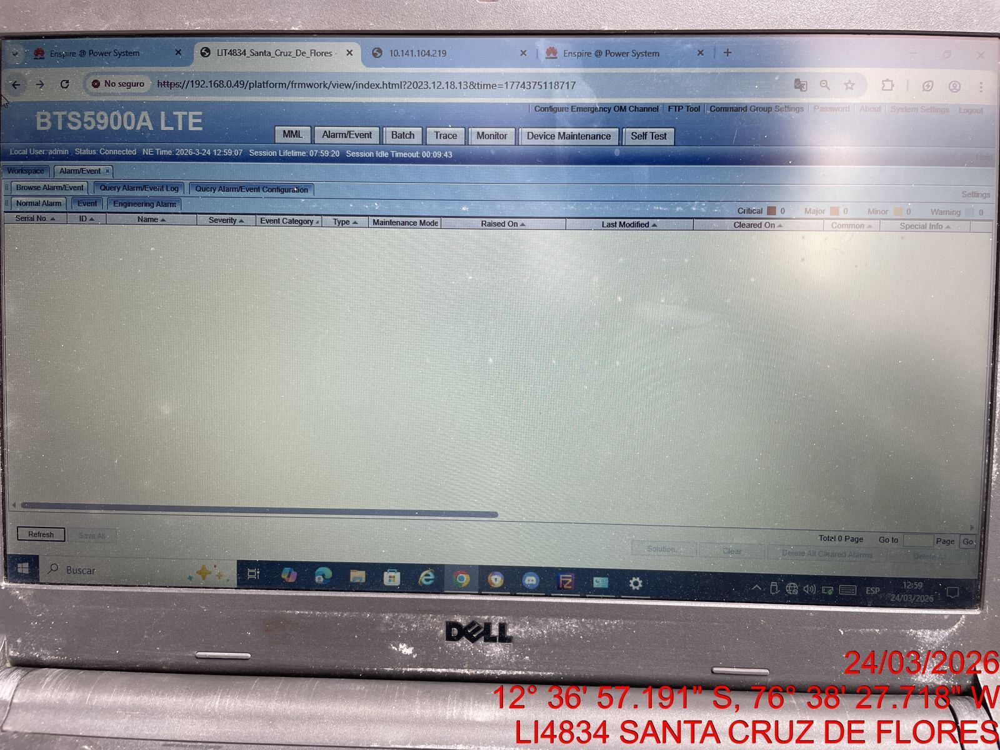 Enspire @ Power System
LIT4834_Santa_Cruz_De_Flores
10.141.104.219
Enspire @ Power System
No seguro
https://192.168.0.49/platform/frmwork/view/index.html?2023.12.18.13&time=1774375118717
BTS5900A LTE
Configure Emergency OM Channel FTP Tool Command Group Settings Password About System Settings Logout
MML Alarm/Event Batch Trace Monitor Device Maintenance Self Test
Local User: admin Status: Connected NE Time: 2026-3-24 12:59:07 Session Lifetime: 07:59:20 Session Idle Timeout: 00:09:43
Help
Workspace Alarm/Event
Browse Alarm/Event Query Alarm/Event Log Query Alarm/Event Configuration
Settings
Normal Alarm Event Engineering Alarm
Critical 0 Major 0 Minor 0 Warning 0
Serial No. ID Name Severity Event Category Type Maintenance Mode Raised On Last Modified Cleared On Common Special Info
Refresh Save All
Total 0 Page Go to Page Go
Solution Clear Delete All Cleared Alarms Delete All
Buscar
ESP
12:59
24/03/2026
DELL
24/03/2026
12° 36' 57.191" S, 76° 38' 27.718" W
LI4834 SANTA CRUZ DE FLORES